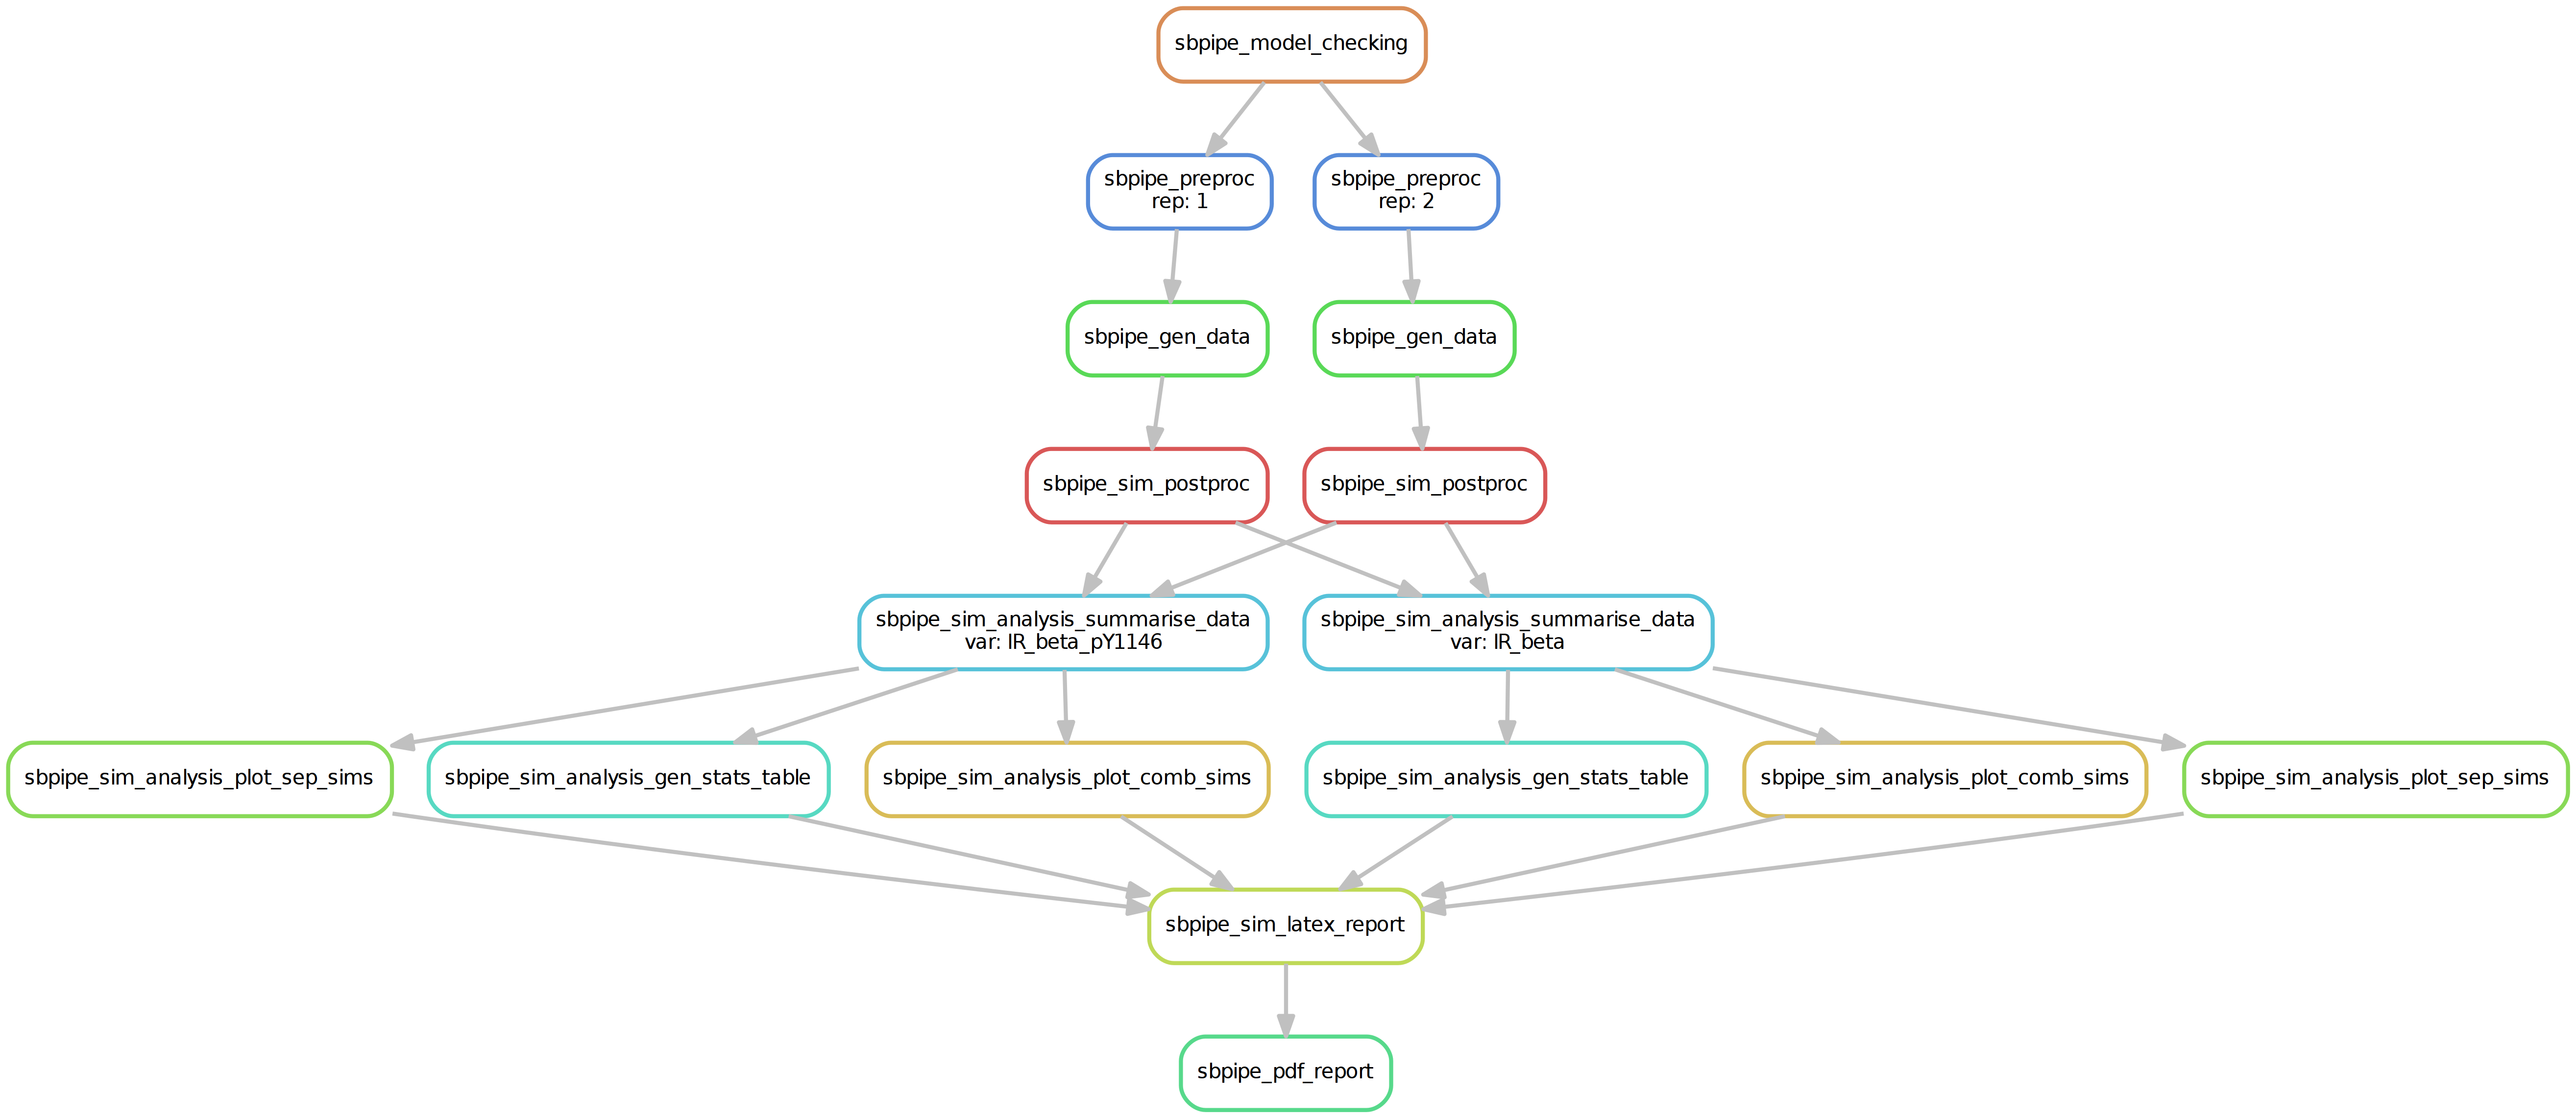 sbpipe_model_checking
sbpipe_preproc
rep: 1
sbpipe_preproc
rep: 2
sbpipe_gen_data
sbpipe_gen_data
sbpipe_sim_postproc
sbpipe_sim_postproc
sbpipe_sim_analysis_summarise_data
var: IR_beta_pY1146
sbpipe_sim_analysis_summarise_data
var: IR_beta
sbpipe_sim_analysis_plot_sep_sims
sbpipe_sim_analysis_gen_stats_table
sbpipe_sim_analysis_plot_comb_sims
sbpipe_sim_analysis_gen_stats_table
sbpipe_sim_analysis_plot_comb_sims
sbpipe_sim_analysis_plot_sep_sims
sbpipe_sim_latex_report
sbpipe_pdf_report